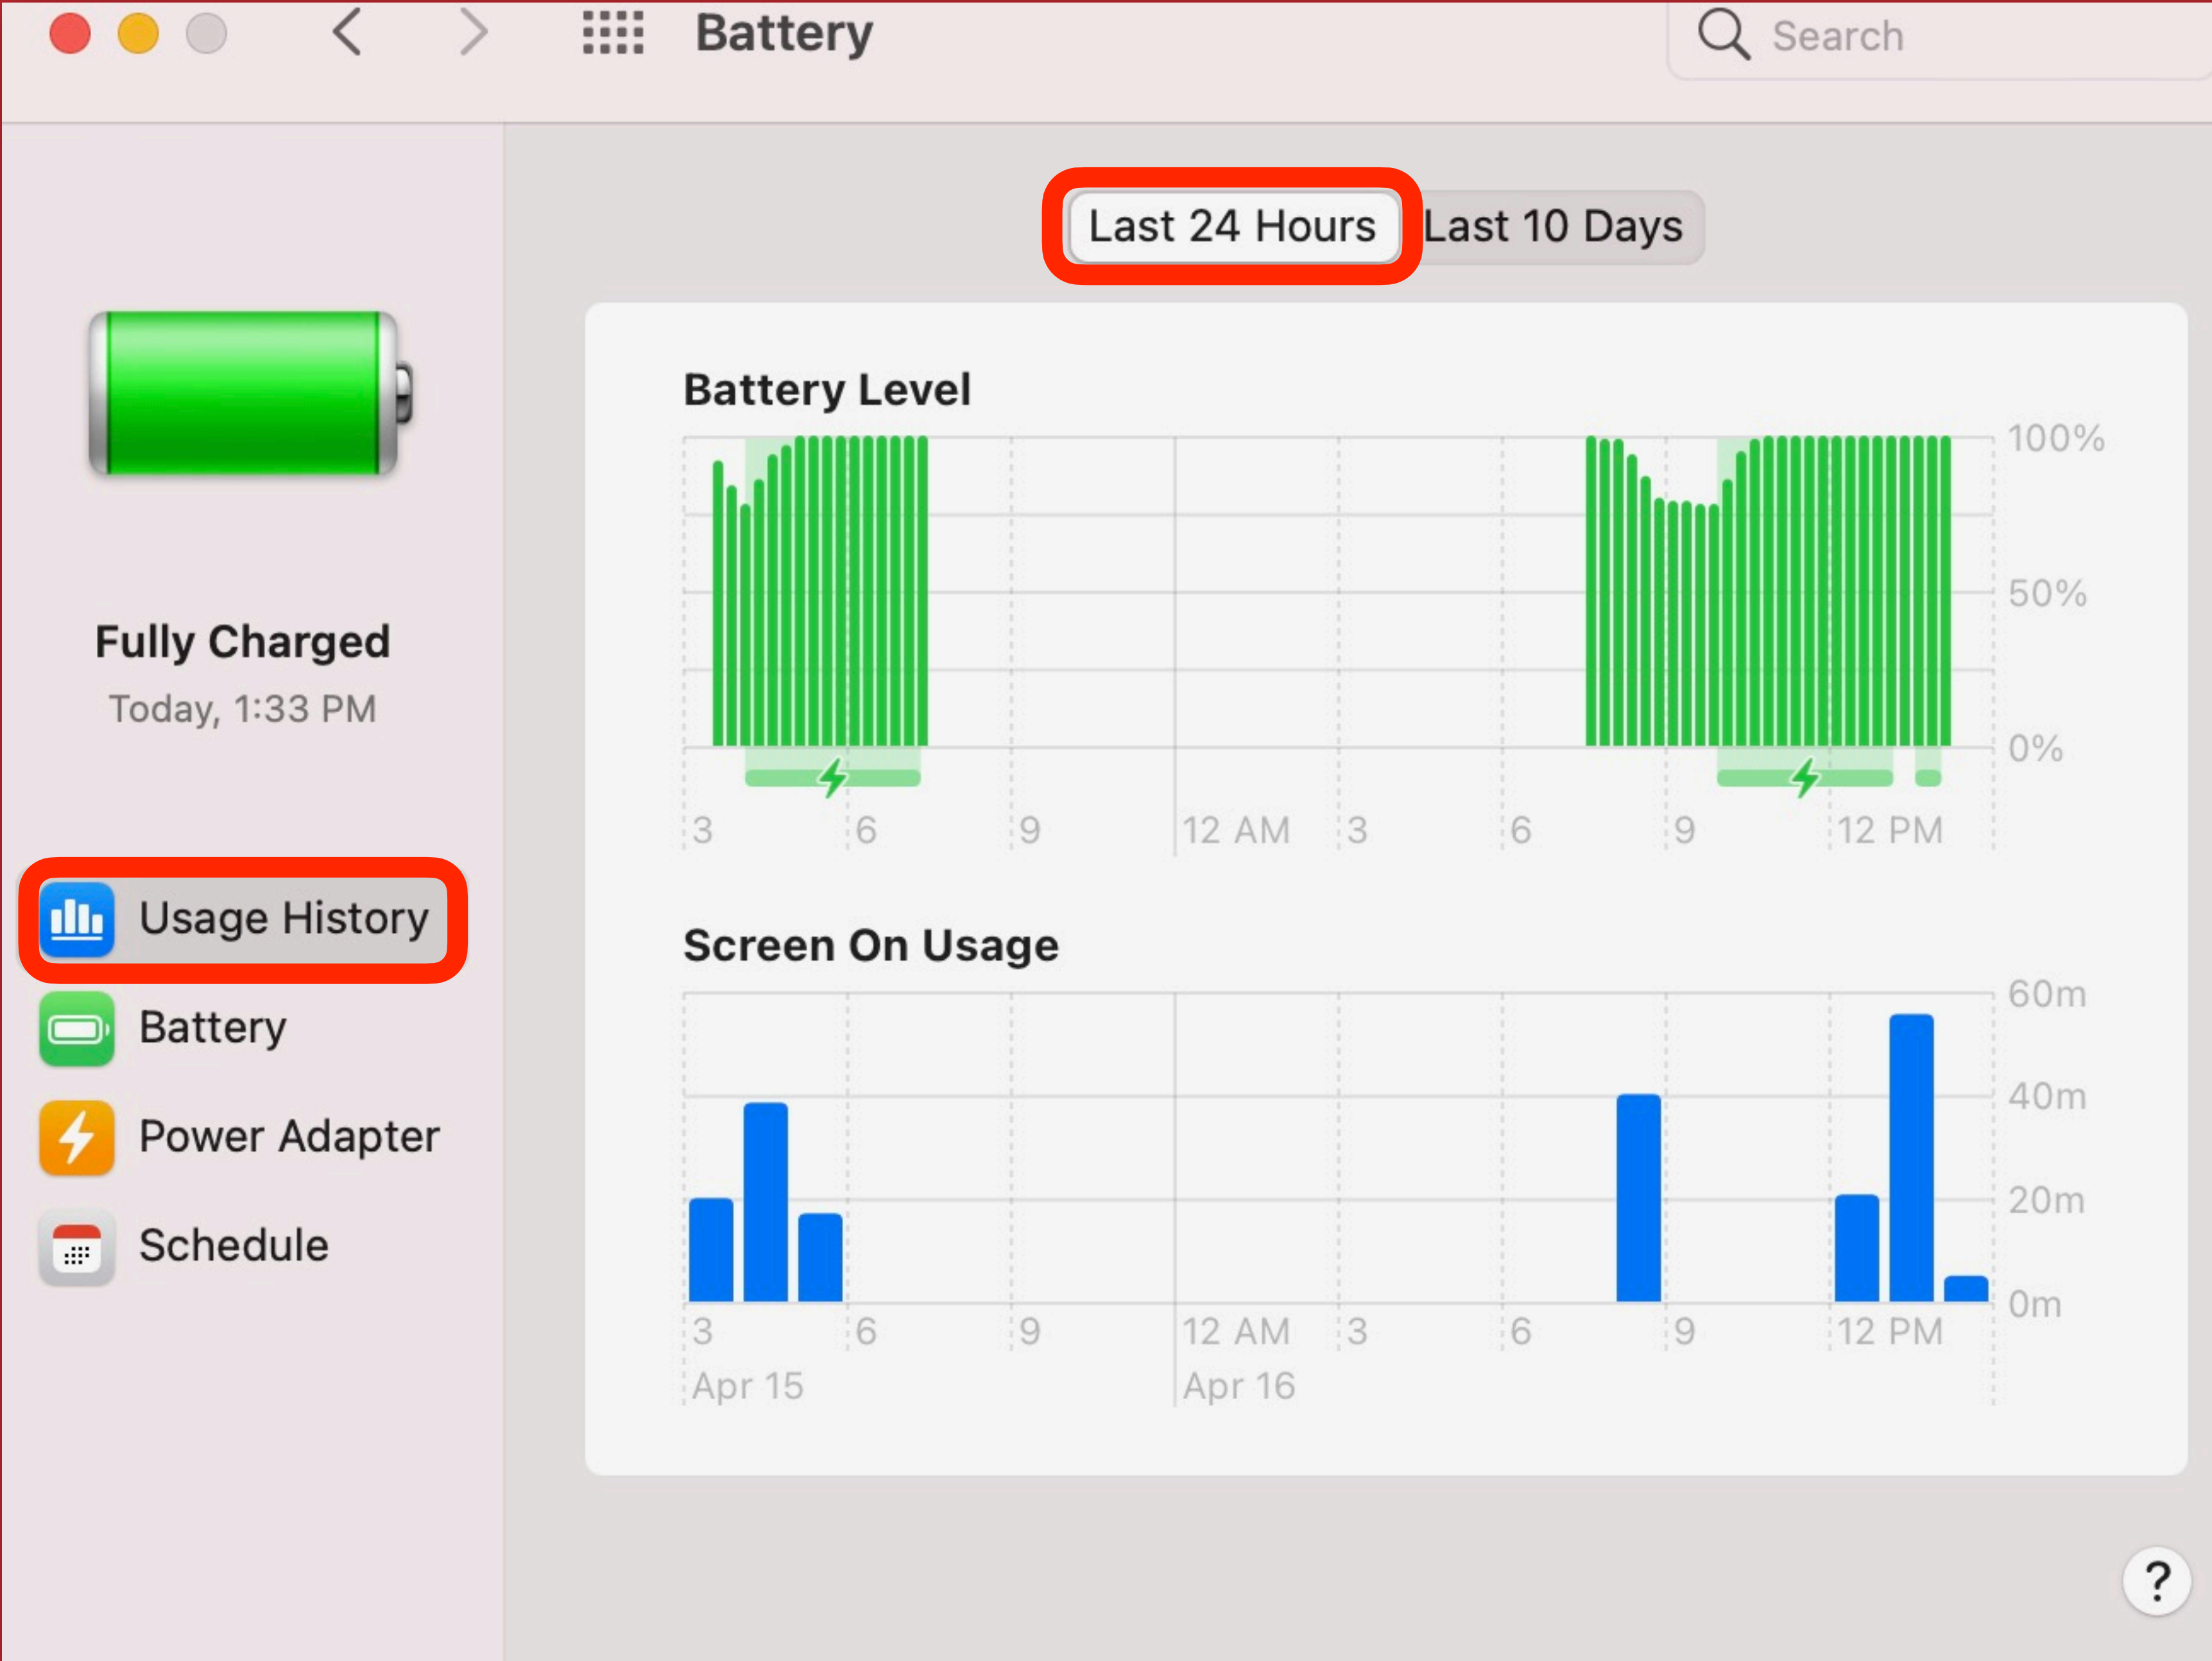 Battery
Search
Last 24 Hours
Last 10 Days
Fully Charged
Today, 1:33 PM
Usage History
Battery
Power Adapter
Schedule
Battery Level
100%
50%
0%
3 6 9 12 AM 3 6 9 12 PM
Screen On Usage
60m
40m
20m
0m
3 6 9 12 AM 3 6 9 12 PM
Apr 15 Apr 16
?